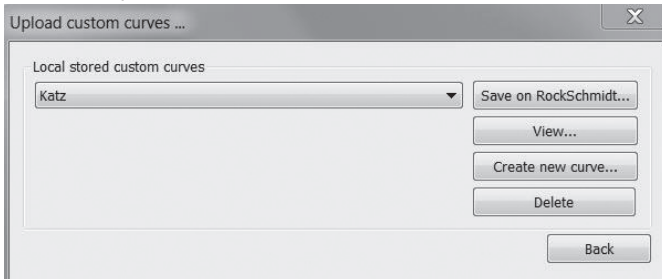 Upload custom curves ...
Local stored custom curves
Katz
Save on RockSchmidt...
View...
Create new curve...
Delete
Back